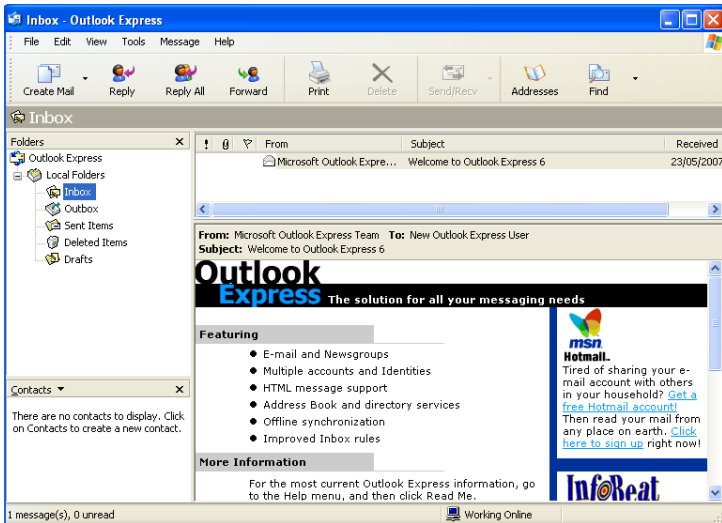 Inbox - Outlook Express
File Edit View Tools Message Help
Create Mail Reply Reply All Forward Print Delete Send/Recv Addresses Find
Inbox
Folders
Outlook Express
Local Folders
Inbox
Outbox
Sent Items
Deleted Items
Drafts
Contacts
There are no contacts to display. Click
on Contacts to create a new contact.
! From Subject Received
Microsoft Outlook Expre... Welcome to Outlook Express 6 23/05/2007
From: Microsoft Outlook Express Team To: New Outlook Express User
Subject: Welcome to Outlook Express 6
Outlook
Express The solution for all your messaging needs
Featuring
E-mail and Newsgroups
Multiple accounts and Identities
HTML message support
Address Book and directory services
Offline synchronization
Improved Inbox rules
More Information
For the most current Outlook Express information, go
to the Help menu, and then click Read Me.
msn
Hotmail.
Tired of sharing your e-
mail account with others
in your household? Get a
free Hotmail account!
Then read your mail from
any place on earth. Click
here to sign up right now!
InfoBeat
1 message(s), 0 unread Working Online